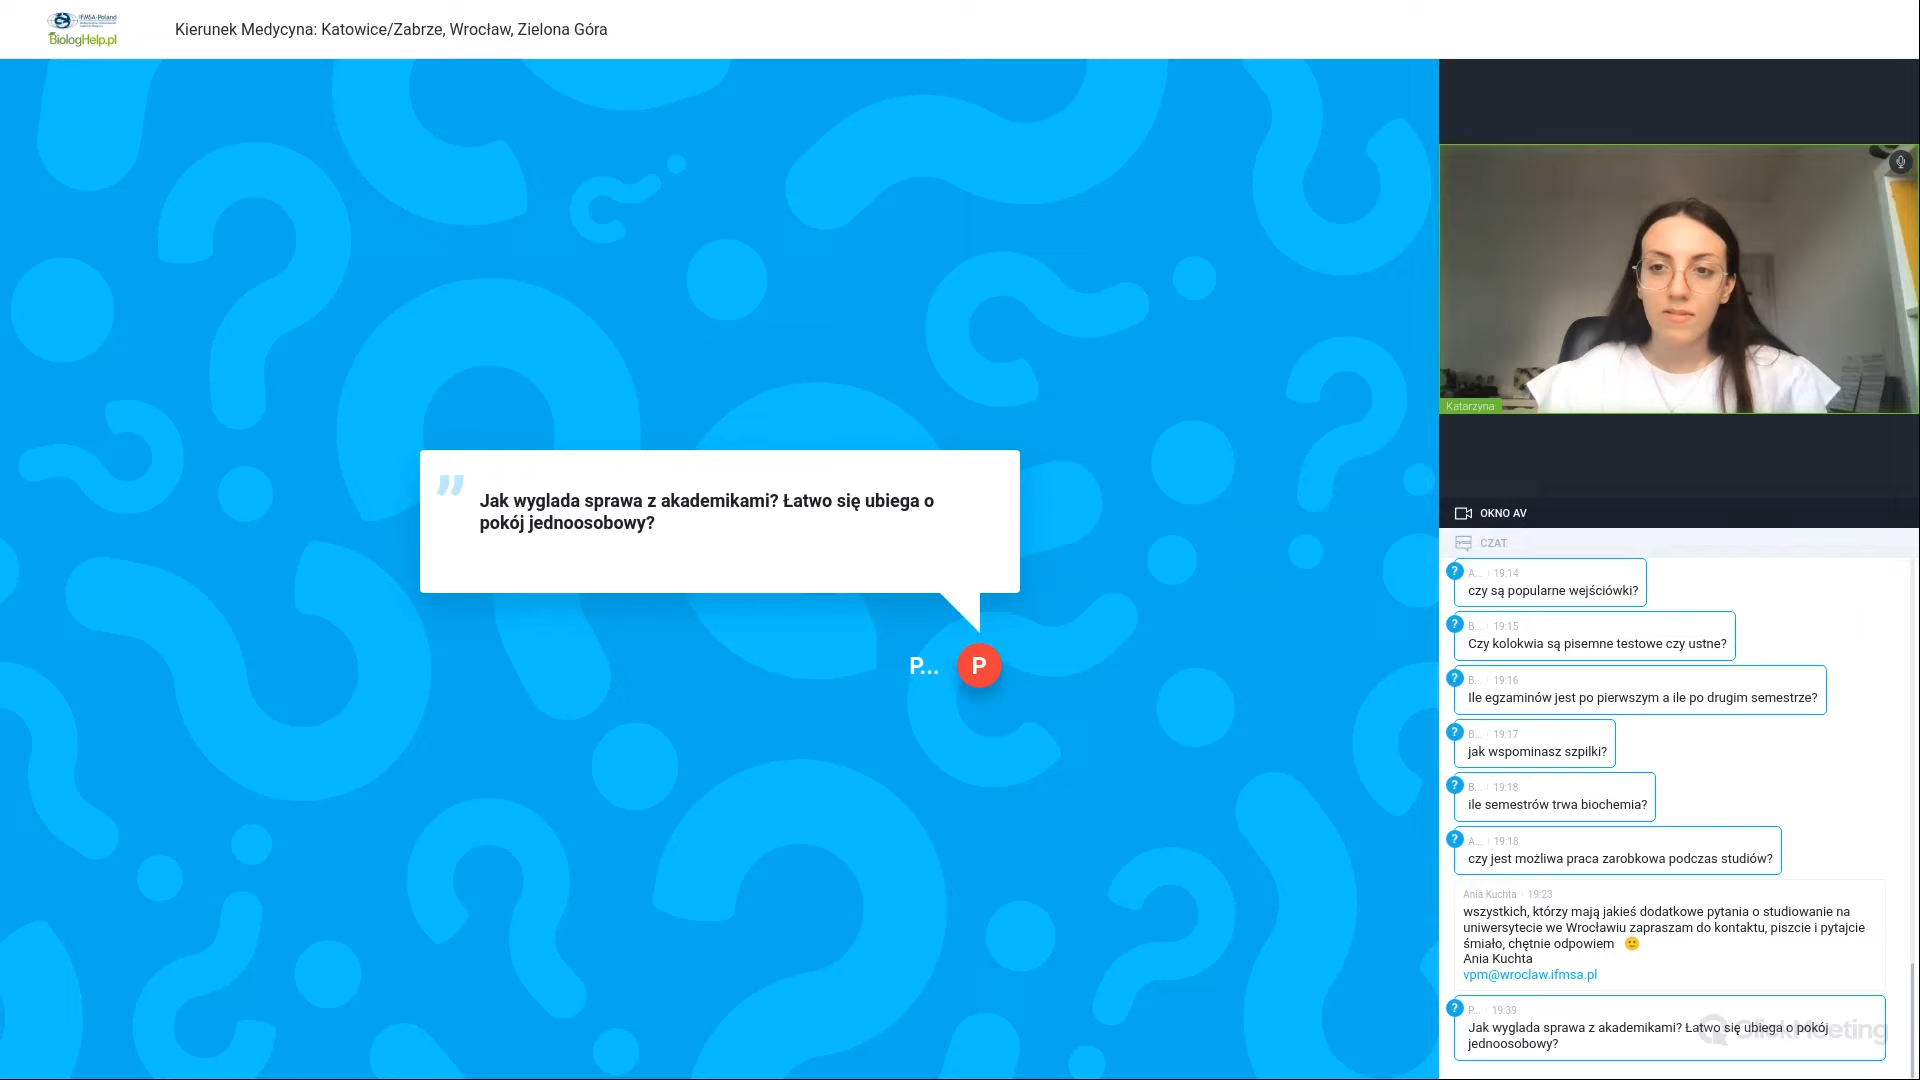 IFMSA-Poland
BiologHelp.pl
Kierunek Medycyna: Katowice/Zabrze, Wrocław, Zielona Góra
Jak wyglada sprawa z akademikami? Łatwo się ubiega o
pokój jednoosobowy?
P...
P
Katarzyna
OKNO AV
CZAT
? A... 19:14
czy są popularne wejściówki?
? B... 19:15
Czy kolokwia są pisemne testowe czy ustne?
? B... 19:16
Ile egzaminów jest po pierwszym a ile po drugim semestrze?
? B... 19:17
jak wspominasz szpilki?
? B... 19:18
ile semestrów trwa biochemia?
? A... 19:18
czy jest możliwa praca zarobkowa podczas studiów?
Ania Kuchta 19:23
wszystkich, którzy mają jakieś dodatkowe pytania o studiowanie na
uniwersytecie we Wrocławiu zapraszam do kontaktu, piszcie i pytajcie
śmiało, chętnie odpowiem 🙂
Ania Kuchta
vpm@wroclaw.ifmsa.pl
? P... 19:39
Jak wyglada sprawa z akademikami? Łatwo się ubiega o pokój
jednoosobowy?
ClickMeeting